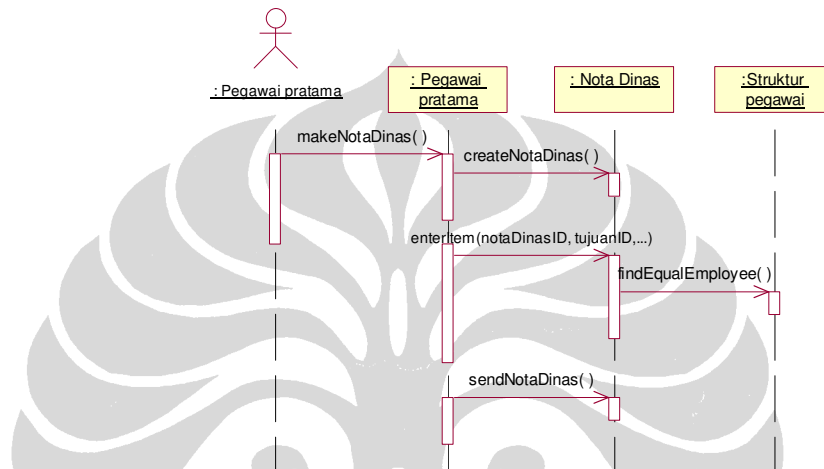 : Pegawai pratama
: Pegawai
pratama
: Nota Dinas
:Struktur
pegawai
makeNotaDinas( )
createNotaDinas( )
enterItem(notaDinasID, tujuanID,...)
findEqualEmployee( )
sendNotaDinas( )